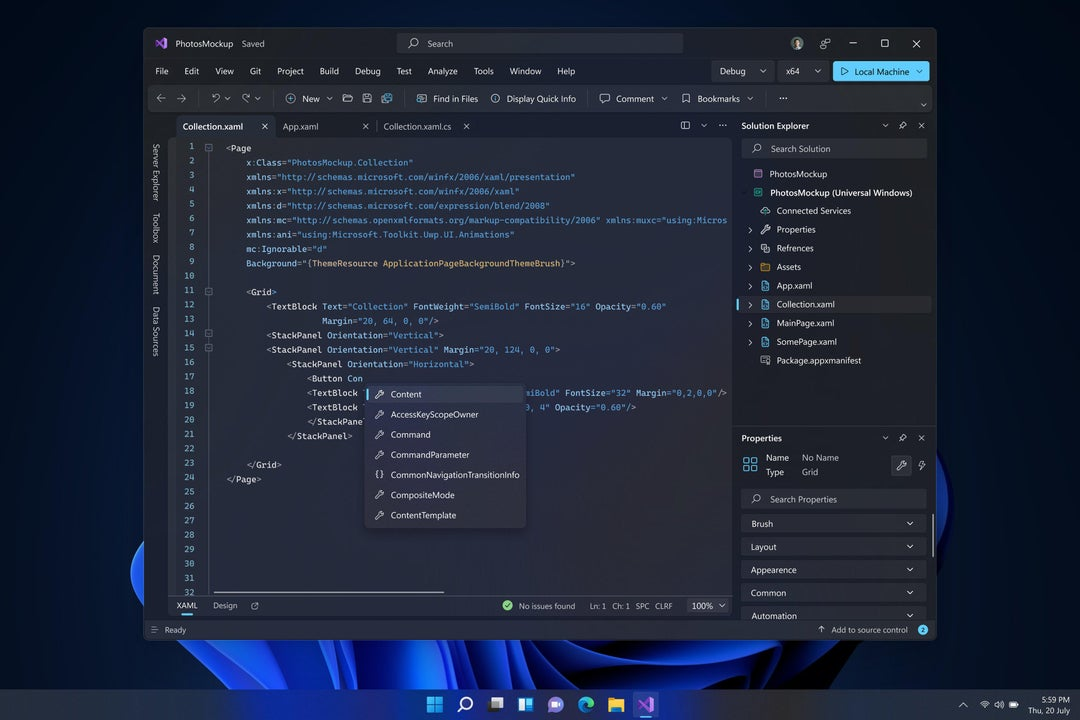 PhotosMockup Saved
Search
File Edit View Git Project Build Debug Test Analyze Tools Window Help
Debug x64 Local Machine
New Find in Files Display Quick Info Comment Bookmarks ...
Server Explorer
Toolbox
Document
Data Sources
Collection.xaml App.xaml Collection.xaml.cs
1 <Page
2 x:Class="PhotosMockup.Collection"
3 xmlns="http://schemas.microsoft.com/winfx/2006/xaml/presentation"
4 xmlns:x="http://schemas.microsoft.com/winfx/2006/xaml"
5 xmlns:d="http://schemas.microsoft.com/expression/blend/2008"
6 xmlns:mc="http://schemas.openxmlformats.org/markup-compatibility/2006" xmlns:muxc="using:Micros
7 xmlns:ani="using:Microsoft.Toolkit.Uwp.UI.Animations"
8 mc:Ignorable="d"
9 Background="{ThemeResource ApplicationPageBackgroundThemeBrush}">
10
11 <Grid>
12 <TextBlock Text="Collection" FontWeight="SemiBold" FontSize="16" Opacity="0.60"
13 Margin="20, 64, 0, 0"/>
14 <StackPanel Orientation="Vertical">
15 <StackPanel Orientation="Vertical" Margin="20, 124, 0, 0">
16 <StackPanel Orientation="Horizontal">
17 <Button Con
18 <TextBlock miBold" FontSize="32" Margin="0,2,0,0"/>
19 <TextBlock 0, 4" Opacity="0.60"/>
20 </StackPane
21 </StackPanel>
22
23 </Grid>
24 </Page>
25
26
27
28
29
30
31
32
Content
AccessKeyScopeOwner
Command
CommandParameter
{} CommonNavigationTransitionInfo
CompositeMode
ContentTemplate
XAML Design No issues found Ln: 1 Ch: 1 SPC CLRF 100%
Solution Explorer
Search Solution
PhotosMockup
PhotosMockup (Universal Windows)
Connected Services
Properties
Refrences
Assets
App.xaml
Collection.xaml
MainPage.xaml
SomePage.xaml
Package.appxmanifest
Properties
Name No Name
Type Grid
Search Properties
Brush
Layout
Appearence
Common
Automation
Ready Add to source control 2
5:59 PM
Thu, 20 July